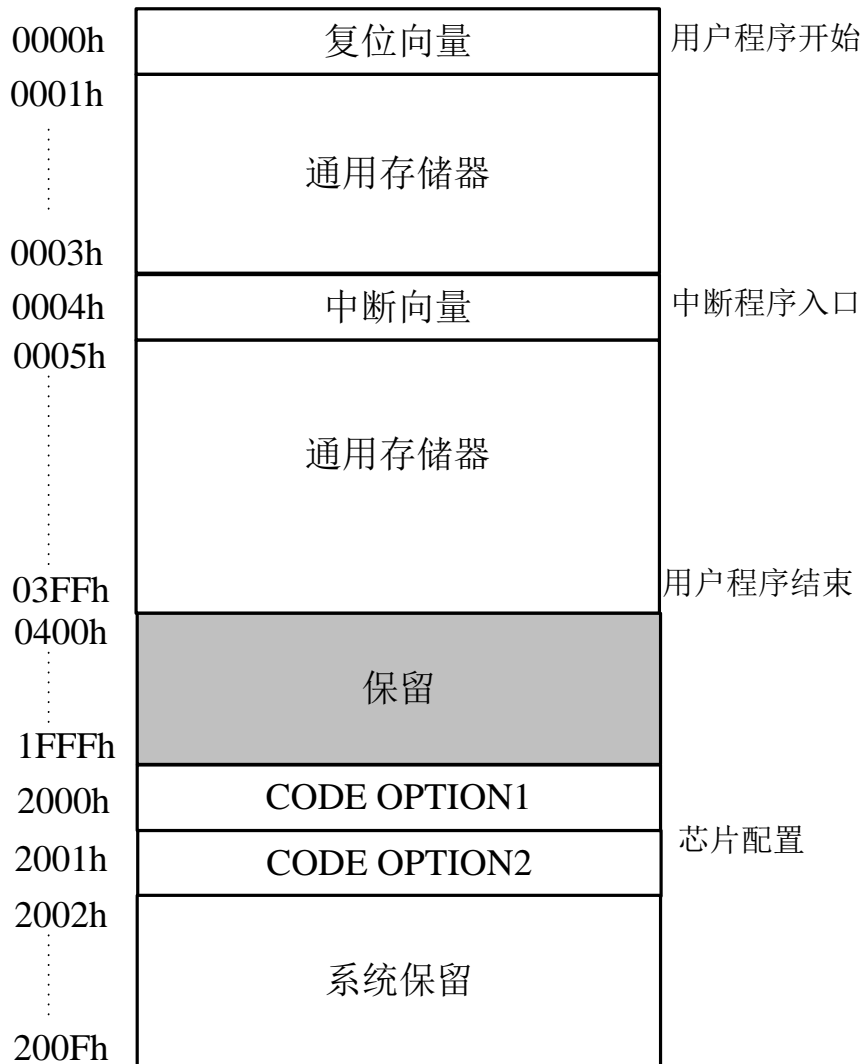 0000h 复位向量 用户程序开始
0001h
通用存储器
0003h
0004h 中断向量 中断程序入口
0005h
通用存储器
03FFh 用户程序结束
0400h
保留
1FFFh
2000h CODE OPTION1
芯片配置
2001h CODE OPTION2
2002h
系统保留
200Fh